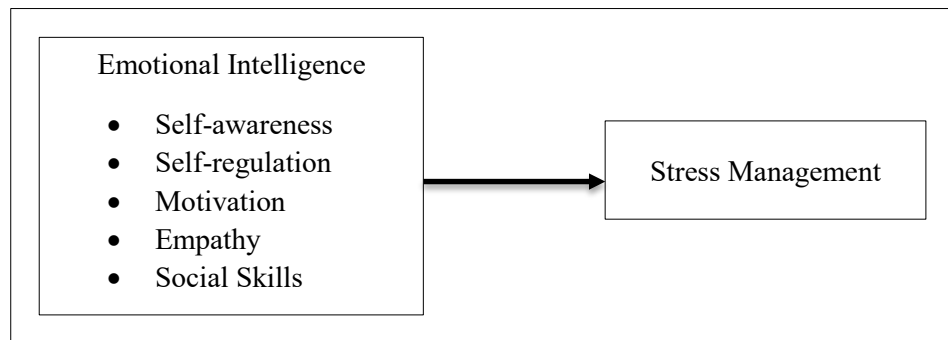 Emotional Intelligence
• Self-awareness
• Self-regulation
• Motivation
• Empathy
• Social Skills
Stress Management